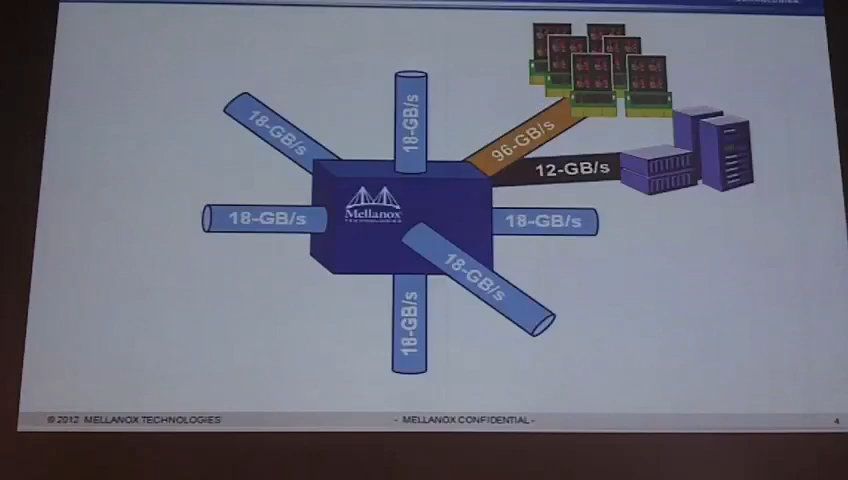 18-GB/s
18-GB/s
96-GB/s
12-GB/s
Mellanox
TECHNOLOGIES
18-GB/s
18-GB/s
18-GB/s
18-GB/s
© 2012 MELLANOX TECHNOLOGIES
- MELLANOX CONFIDENTIAL -
4